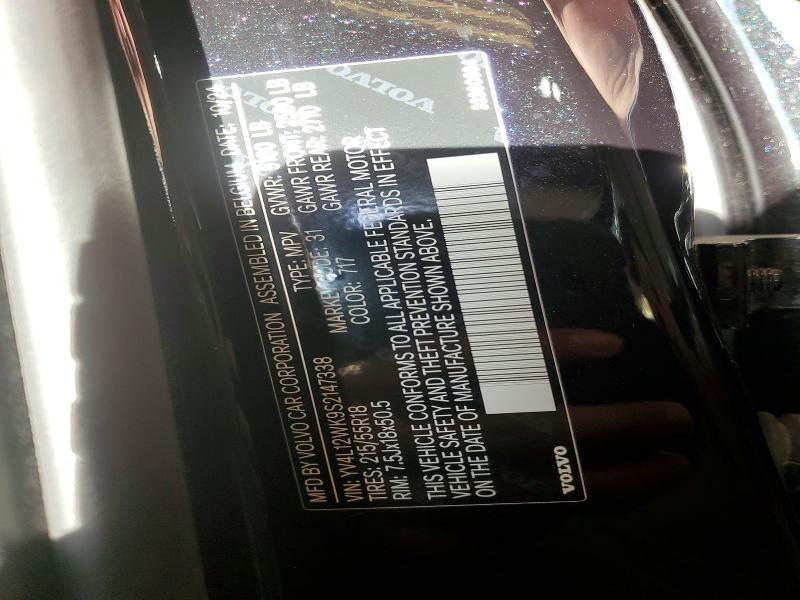 MFD BY VOLVO CAR CORPORATION ASSEMBLED IN BELGIUM DATE: 10/24
VIN: YV4L12WK9S2147338 TYPE: MPV GVWR: LB
TIRES: 215/55R18 MARKET CODE: 31 GAWR FRONT: LB
RIM: 7.5Jx18x50.5 COLOR: 717 GAWR REAR: 2710 LB
THIS VEHICLE CONFORMS TO ALL APPLICABLE FEDERAL MOTOR
VEHICLE SAFETY AND THEFT PREVENTION STANDARDS IN EFFECT
ON THE DATE OF MANUFACTURE SHOWN ABOVE.
VOLVO
VOLVO